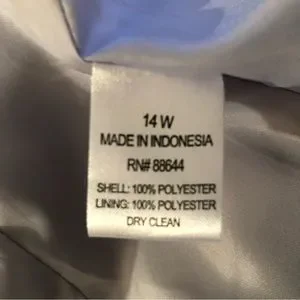 14 W
MADE IN INDONESIA
RN# 88644
SHELL: 100% POLYESTER
LINING: 100% POLYESTER
DRY CLEAN